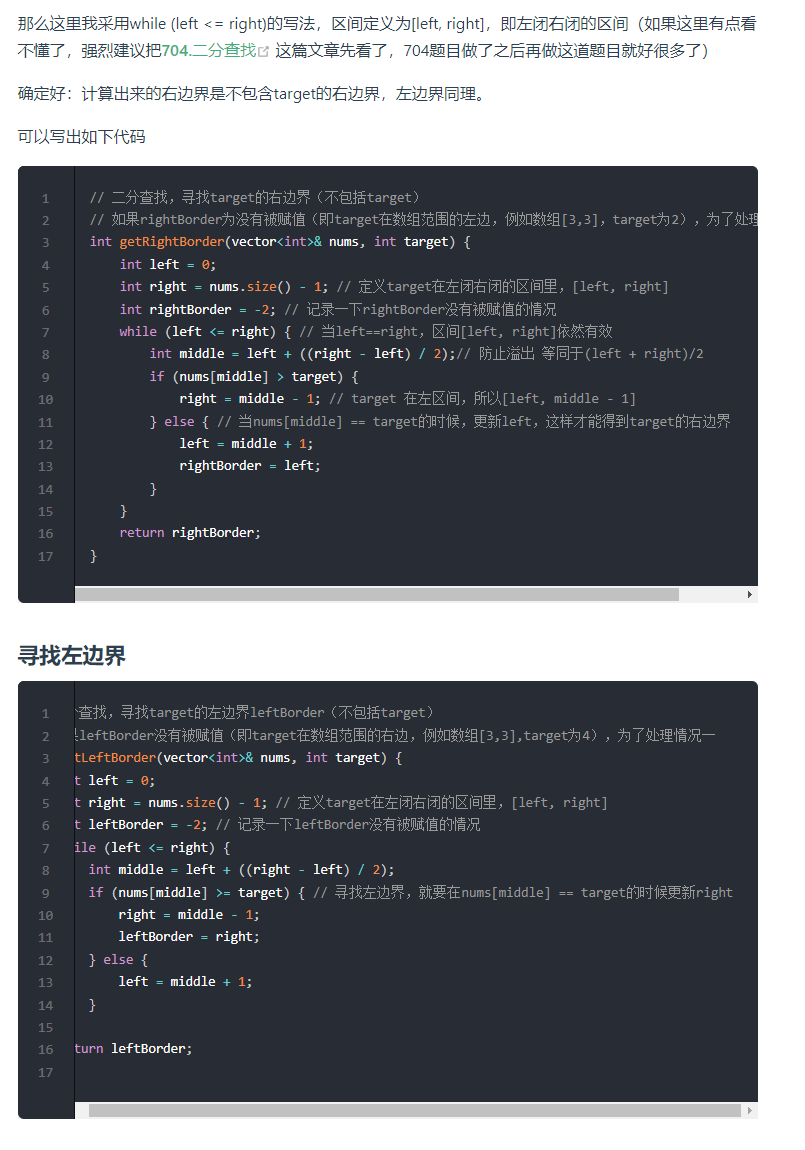 那么这里我采用while (left <= right)的写法，区间定义为[left, right]，即左闭右闭的区间（如果这里有点看
不懂了，强烈建议把704.二分查找 这篇文章先看了，704题目做了之后再做这道题目就好很多了）
确定好：计算出来的右边界是不包含target的右边界，左边界同理。
可以写出如下代码
1 // 二分查找，寻找target的右边界（不包括target）
2 // 如果rightBorder为没有被赋值（即target在数组范围的左边，例如数组[3,3]，target为2），为了处理
3 int getRightBorder(vector<int>& nums, int target) {
4 int left = 0;
5 int right = nums.size() - 1; // 定义target在左闭右闭的区间里，[left, right]
6 int rightBorder = -2; // 记录一下rightBorder没有被赋值的情况
7 while (left <= right) { // 当left==right，区间[left, right]依然有效
8 int middle = left + ((right - left) / 2);// 防止溢出 等同于(left + right)/2
9 if (nums[middle] > target) {
10 right = middle - 1; // target 在左区间，所以[left, middle - 1]
11 } else { // 当nums[middle] == target的时候，更新left，这样才能得到target的右边界
12 left = middle + 1;
13 rightBorder = left;
14 }
15 }
16 return rightBorder;
17 }
寻找左边界
1 查找，寻找target的左边界leftBorder（不包括target）
2 leftBorder没有被赋值（即target在数组范围的右边，例如数组[3,3],target为4），为了处理情况一
3 tLeftBorder(vector<int>& nums, int target) {
4 t left = 0;
5 t right = nums.size() - 1; // 定义target在左闭右闭的区间里，[left, right]
6 t leftBorder = -2; // 记录一下leftBorder没有被赋值的情况
7 ile (left <= right) {
8 int middle = left + ((right - left) / 2);
9 if (nums[middle] >= target) { // 寻找左边界，就要在nums[middle] == target的时候更新right
10 right = middle - 1;
11 leftBorder = right;
12 } else {
13 left = middle + 1;
14 }
15
16 turn leftBorder;
17